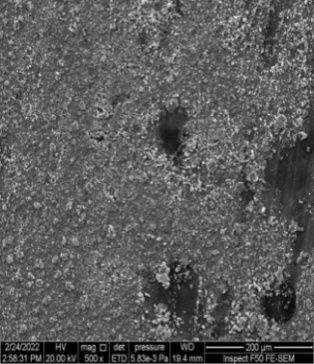 2/24/2022 HV mag □ det pressure WD 200 µm
2:58:31 PM 20.00 kV 500 x ETD 5.83e-3 Pa 19.4 mm Inspect F50 FE-SEM